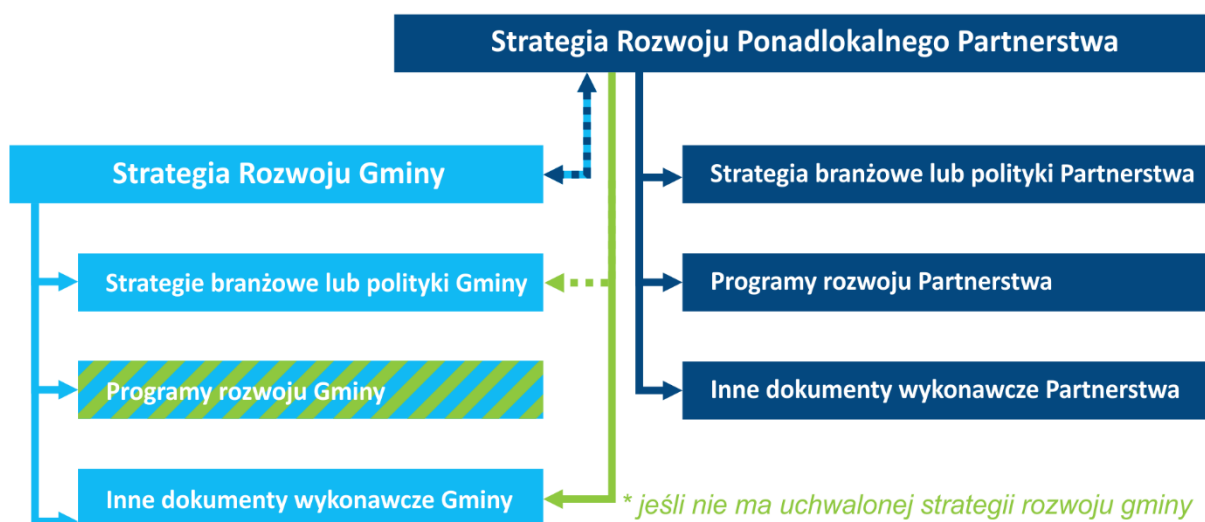 Strategia Rozwoju Ponadlokalnego Partnerstwa
Strategia Rozwoju Gminy
Strategie branżowe lub polityki Gminy
Programy rozwoju Gminy
Inne dokumenty wykonawcze Gminy
Strategia branżowe lub polityki Partnerstwa
Programy rozwoju Partnerstwa
Inne dokumenty wykonawcze Partnerstwa
* jeśli nie ma uchwalonej strategii rozwoju gminy